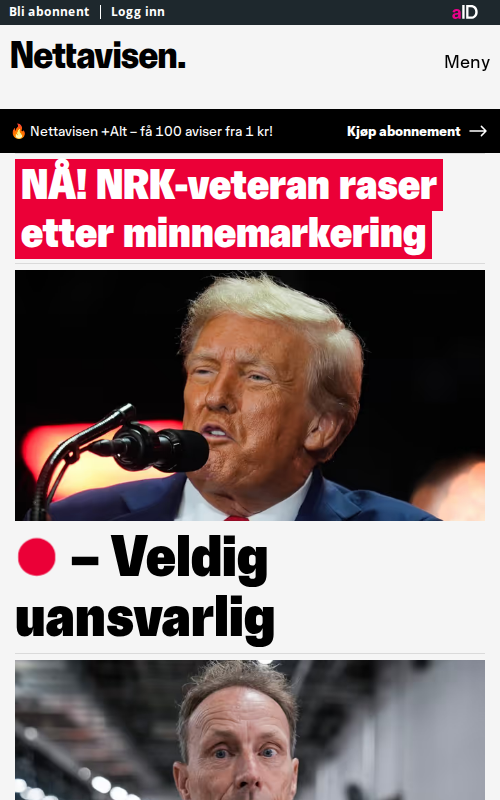 Bli abonnent | Logg inn
aID
Nettavisen.
Meny
🔥 Nettavisen +Alt – få 100 aviser fra 1 kr!
Kjøp abonnement →
NÅ! NRK-veteran raser
etter minnemarkering
– Veldig
uansvarlig